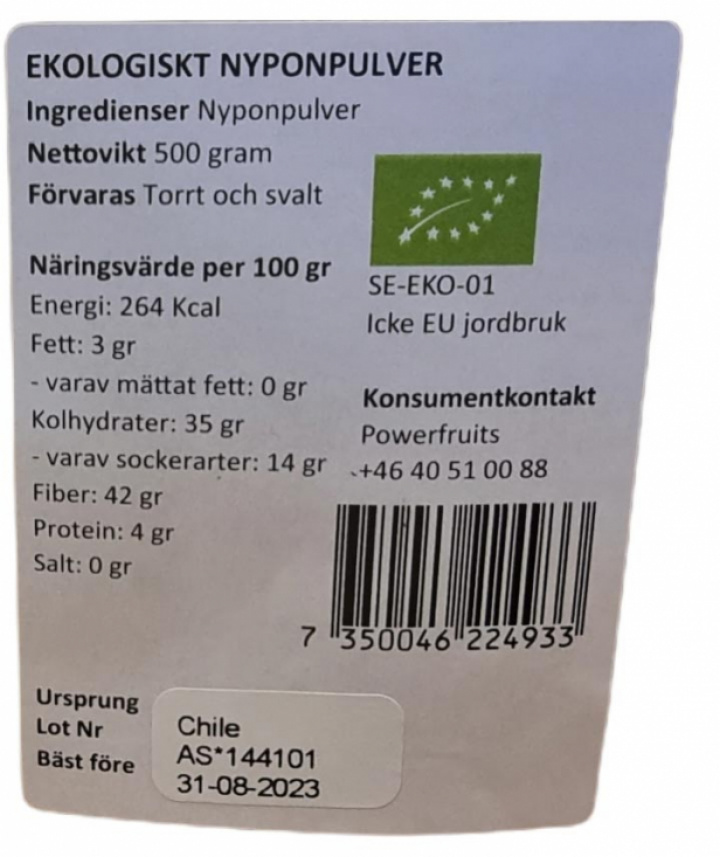 EKOLOGISKT NYPONPULVER
Ingredienser Nyponpulver
Nettovikt 500 gram
Förvaras Torrt och svalt
Näringsvärde per 100 gr
Energi: 264 Kcal
Fett: 3 gr
- varav mättat fett: 0 gr
Kolhydrater: 35 gr
- varav sockerarter: 14 gr
Fiber: 42 gr
Protein: 4 gr
Salt: 0 gr
SE-EKO-01
Icke EU jordbruk
Konsumentkontakt
Powerfruits
+46 40 51 00 88
7 350046 224933
Ursprung Chile
Lot Nr AS*144101
Bäst före 31-08-2023